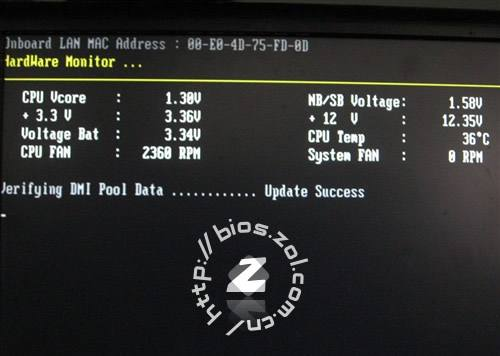 Onboard LAN MAC Address : 00-E0-4D-75-FD-0D
HardWare Monitor ...
CPU Vcore : 1.30V NB/SB Voltage: 1.58V
+ 3.3 V : 3.36V + 12 V : 12.35V
Voltage Bat : 3.34V CPU Temp : 36°C
CPU FAN : 2360 RPM System FAN : 0 RPM
Verifying DMI Pool Data ............ Update Success
http://bios.zol.com.cn/
Z